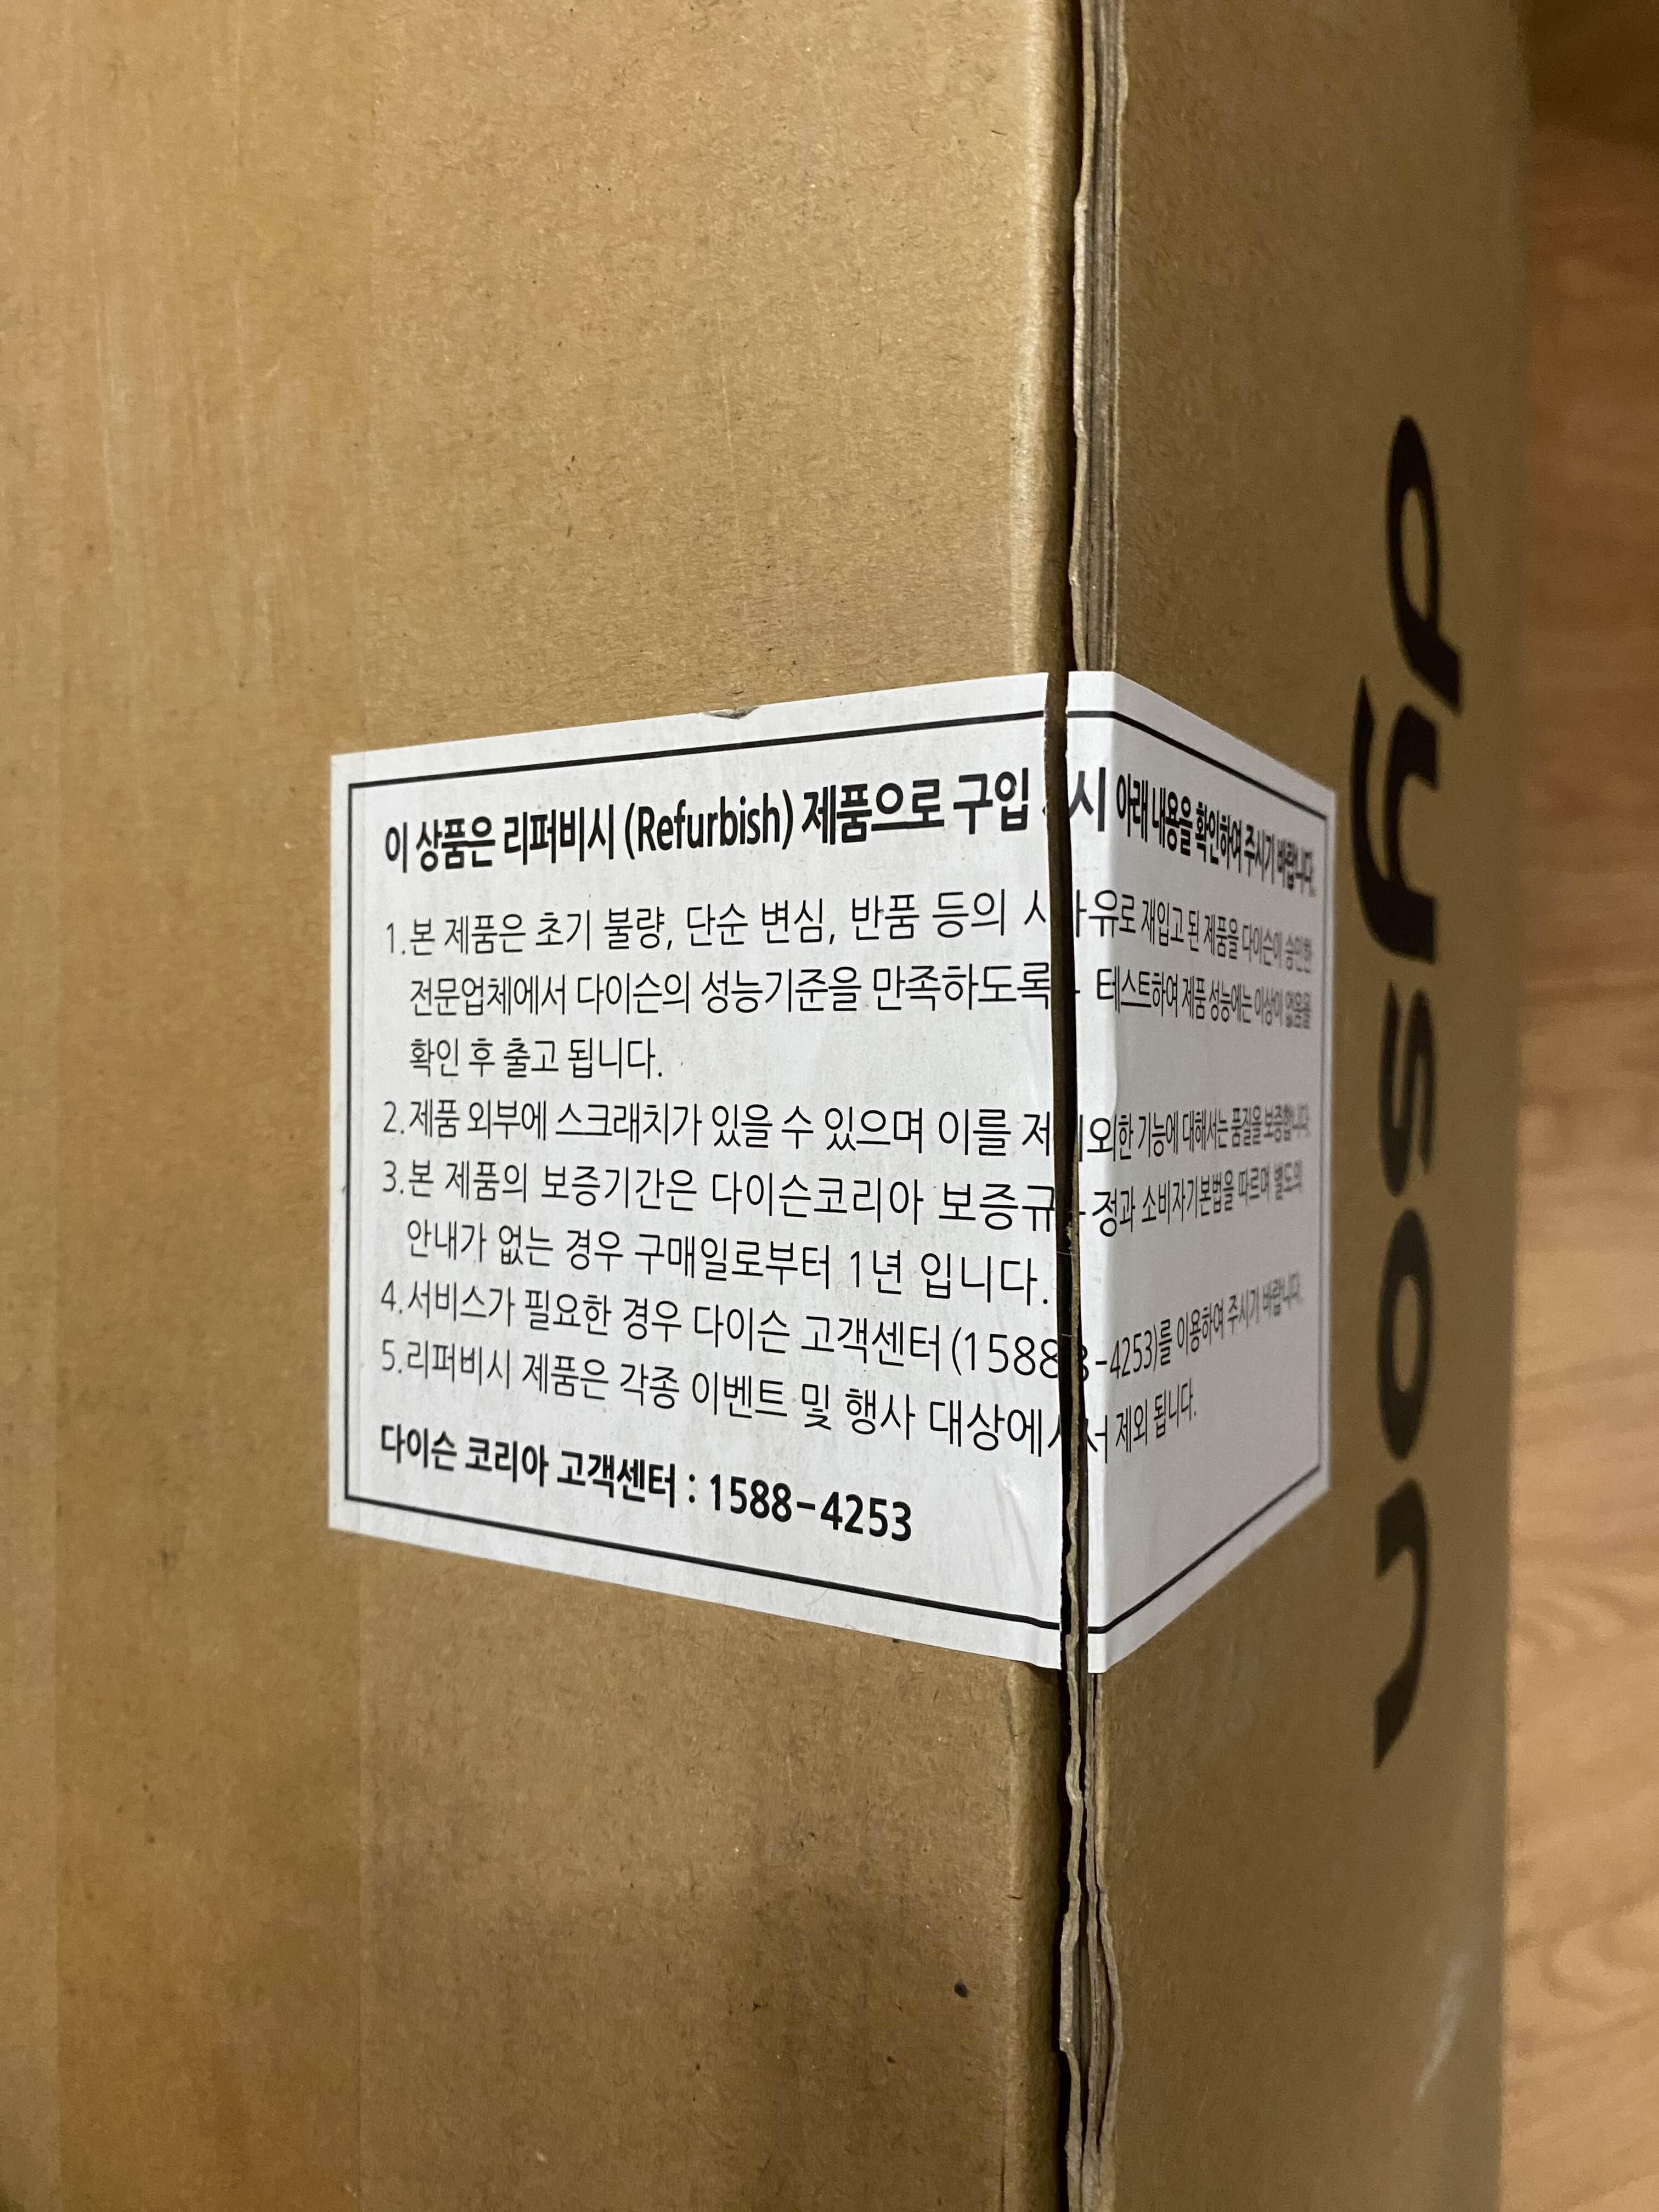 이 상품은 리퍼비시 (Refurbish) 제품으로 구입 시 아래 내용을 확인하여 주시기 바랍니다.
1.본 제품은 초기 불량, 단순 변심, 반품 등의 사유로 재입고 된 제품을 다이슨이 승인한
전문업체에서 다이슨의 성능기준을 만족하도록 테스트하여 제품 성능에는 이상이 없음을
확인 후 출고 됩니다.
2.제품 외부에 스크래치가 있을 수 있으며 이를 제외한 기능에 대해서는 품질을 보증합니다.
3.본 제품의 보증기간은 다이슨코리아 보증규정과 소비자기본법을 따르며 별도의
안내가 없는 경우 구매일로부터 1년 입니다.
4.서비스가 필요한 경우 다이슨 고객센터 (1588-4253)를 이용하여 주시기 바랍니다.
5.리퍼비시 제품은 각종 이벤트 및 행사 대상에서 제외 됩니다.
다이슨 코리아 고객센터 : 1588-4253
dyson